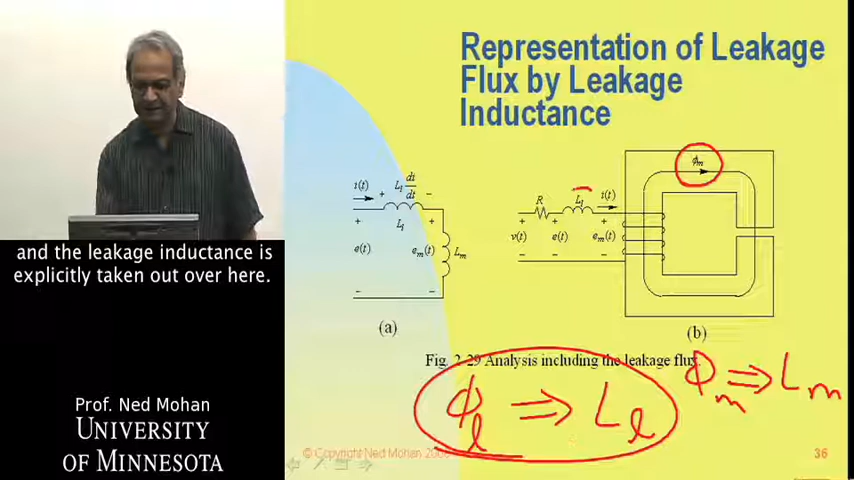 Representation of Leakage
Flux by Leakage
Inductance
i(t)
+ L_l di/dt −
L_l
+
+
e(t)
e_m(t)
L_m
−
−
(a)
R
L_l
i(t)
+
+
+
v(t)
e(t)
e_m(t)
−
−
−
ϕ_m
(b)
Fig. 2-29 Analysis including the leakage flux.
ϕ_l ⇒ L_l
ϕ_m ⇒ L_m
and the leakage inductance is
explicitly taken out over here.
Prof. Ned Mohan
UNIVERSITY
OF MINNESOTA
36